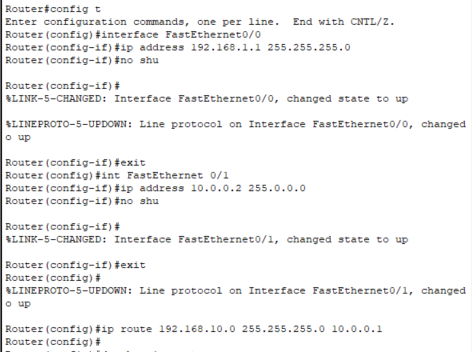 Router#config t
Enter configuration commands, one per line.  End with CNTL/Z.
Router(config)#interface FastEthernet0/0
Router(config-if)#ip address 192.168.1.1 255.255.255.0
Router(config-if)#no shu
Router(config-if)#
%LINK-5-CHANGED: Interface FastEthernet0/0, changed state to up
%LINEPROTO-5-UPDOWN: Line protocol on Interface FastEthernet0/0, changed
o up
Router(config-if)#exit
Router(config)#int FastEthernet 0/1
Router(config-if)#ip address 10.0.0.2 255.0.0.0
Router(config-if)#no shu
Router(config-if)#
%LINK-5-CHANGED: Interface FastEthernet0/1, changed state to up
Router(config-if)#exit
Router(config)#
%LINEPROTO-5-UPDOWN: Line protocol on Interface FastEthernet0/1, changed
o up
Router(config)#ip route 192.168.10.0 255.255.255.0 10.0.0.1
Router(config)#